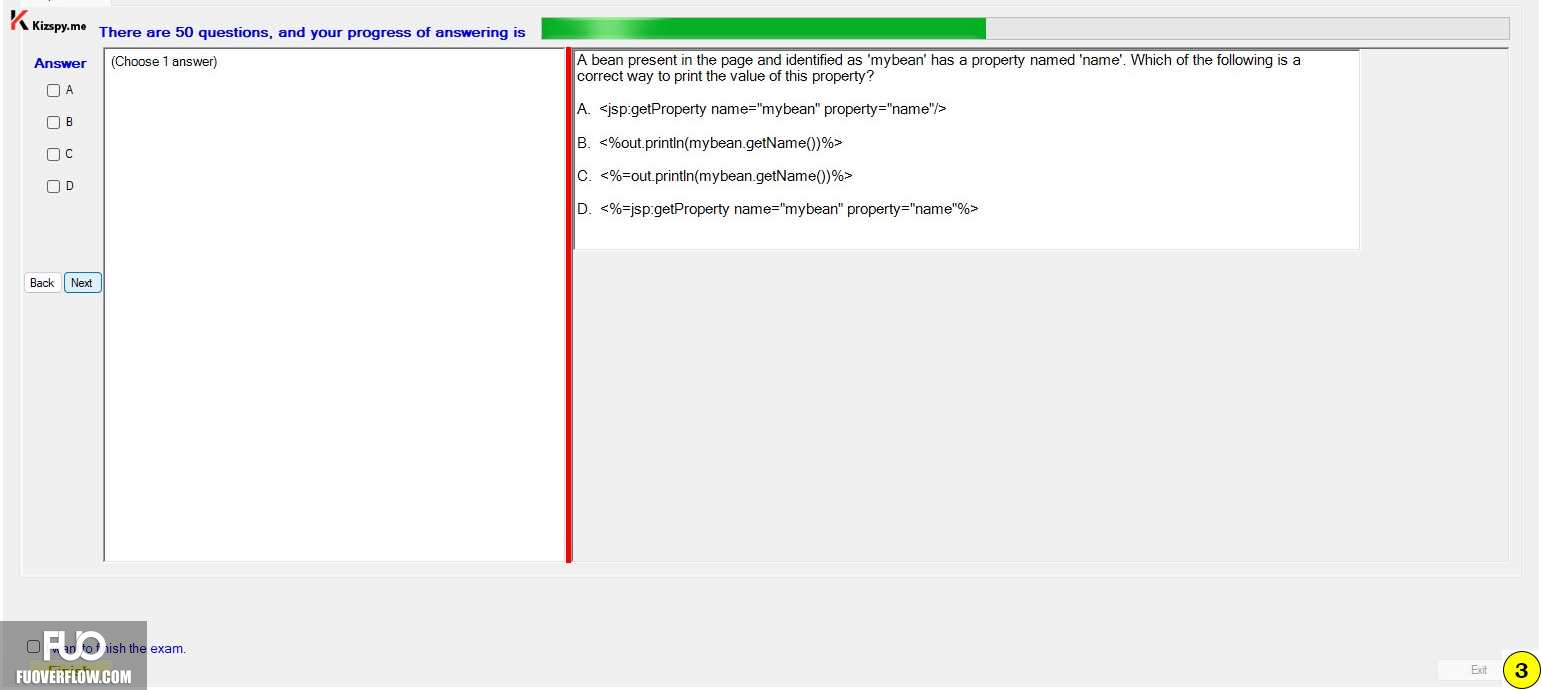 Kizspy.me
There are 50 questions, and your progress of answering is
Answer
A
B
C
D
Back Next
(Choose 1 answer)
A bean present in the page and identified as 'mybean' has a property named 'name'. Which of the following is a
correct way to print the value of this property?
A. <jsp:getProperty name="mybean" property="name"/>
B. <%out.println(mybean.getName())%>
C. <%=out.println(mybean.getName())%>
D. <%=jsp:getProperty name="mybean" property="name"%>
want to finish the exam.
Finish
FUO
FUOVERFLOW.COM
Exit
3